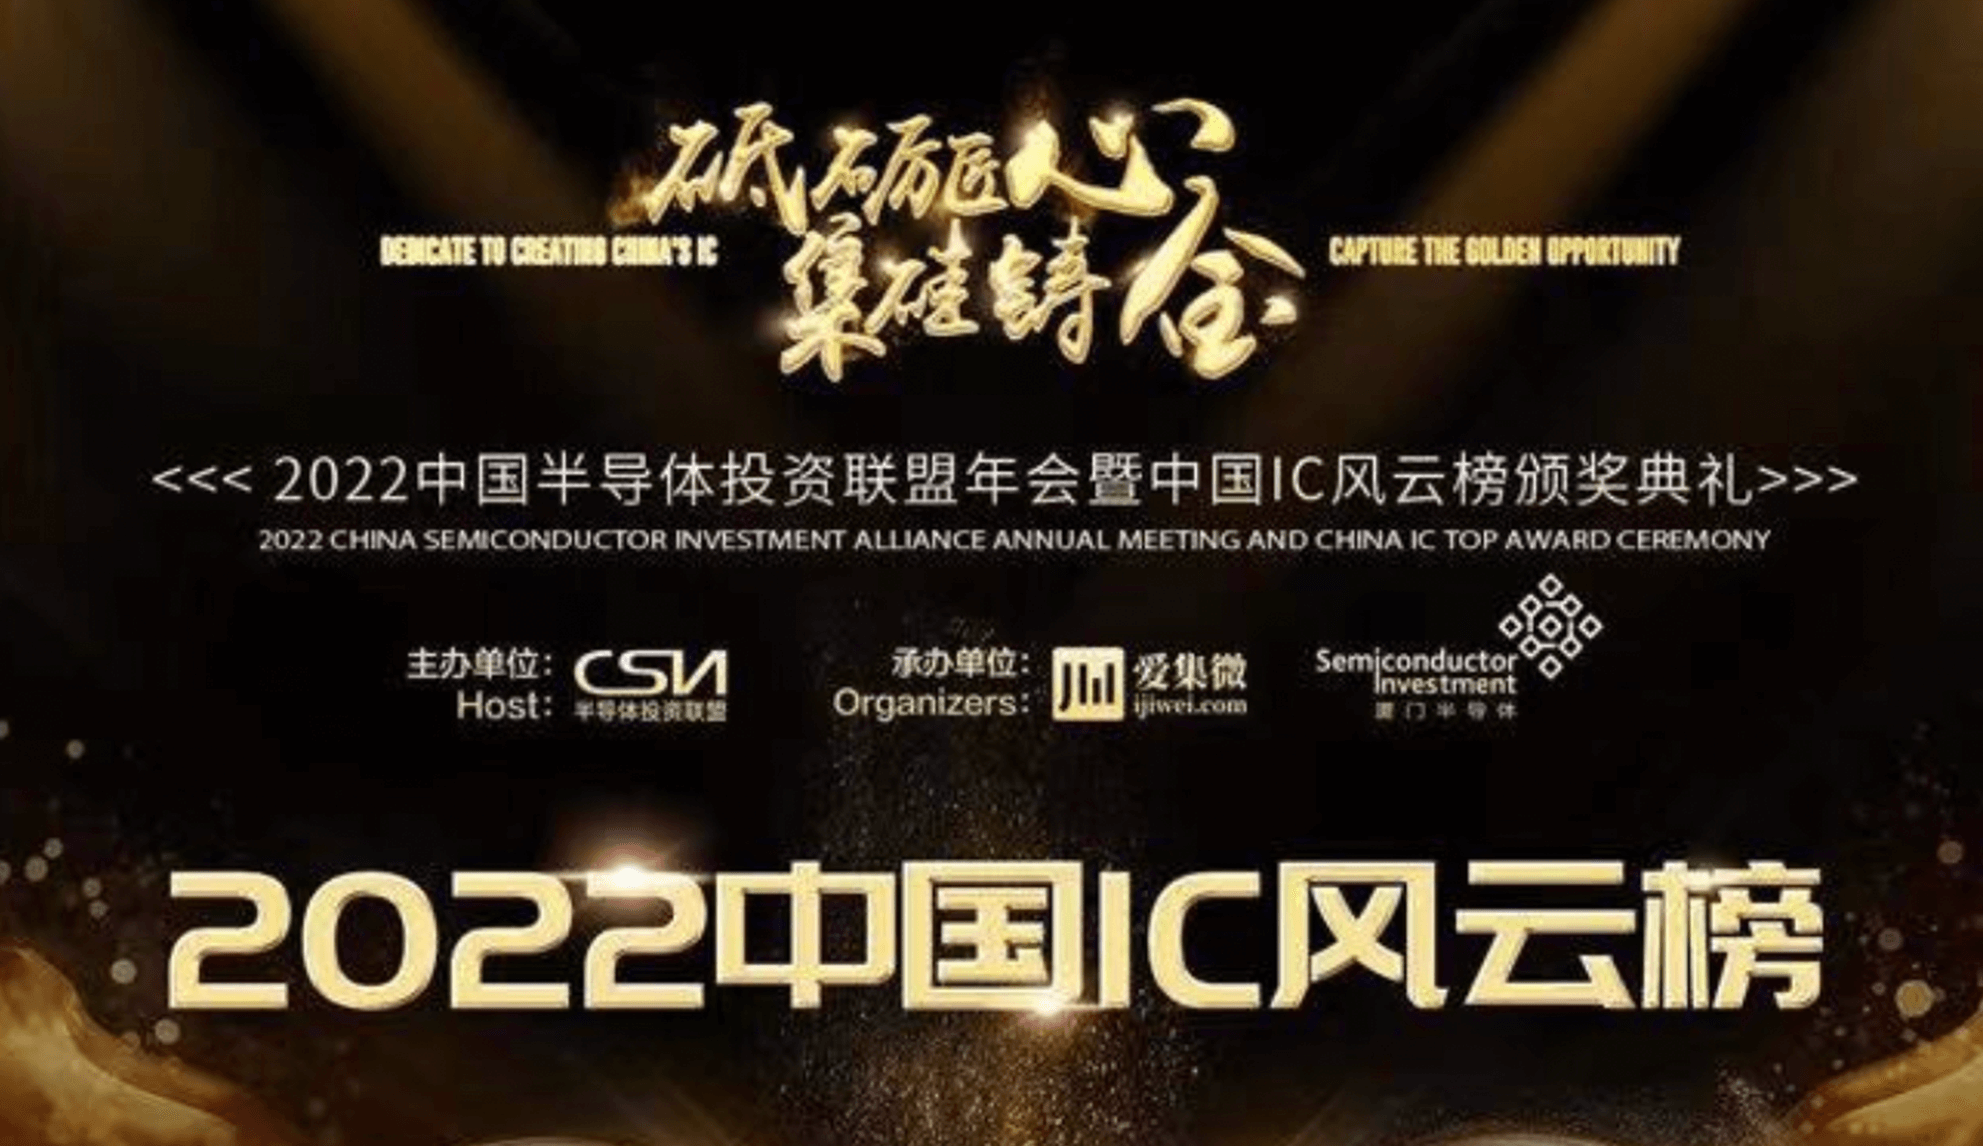 砥砺匠心
DEDICATE TO CREATING CHINA'S IC
集硅铸金
CAPTURE THE GOLDEN OPPORTUNITY
<<< 2022中国半导体投资联盟年会暨中国IC风云榜颁奖典礼>>>
2022 CHINA SEMICONDUCTOR INVESTMENT ALLIANCE ANNUAL MEETING AND CHINA IC TOP AWARD CEREMONY
主办单位：
Host：
CSIA
半导体投资联盟
承办单位：
Organizers：
爱集微
ijiwei.com
Semiconductor
Investment
厦门半导体
2022中国IC风云榜